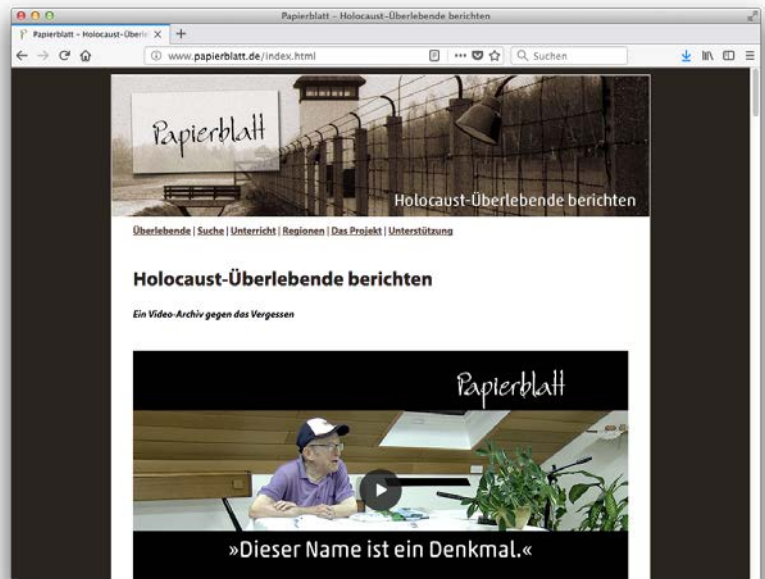 Papierblatt – Holocaust-Überlebende berichten
Papierblatt – Holocaust-Überle
www.papierblatt.de/index.html
Suchen
Papierblatt
Holocaust-Überlebende berichten
Überlebende | Suche | Unterricht | Regionen | Das Projekt | Unterstützung
Holocaust-Überlebende berichten
Ein Video-Archiv gegen das Vergessen
Papierblatt
»Dieser Name ist ein Denkmal.«